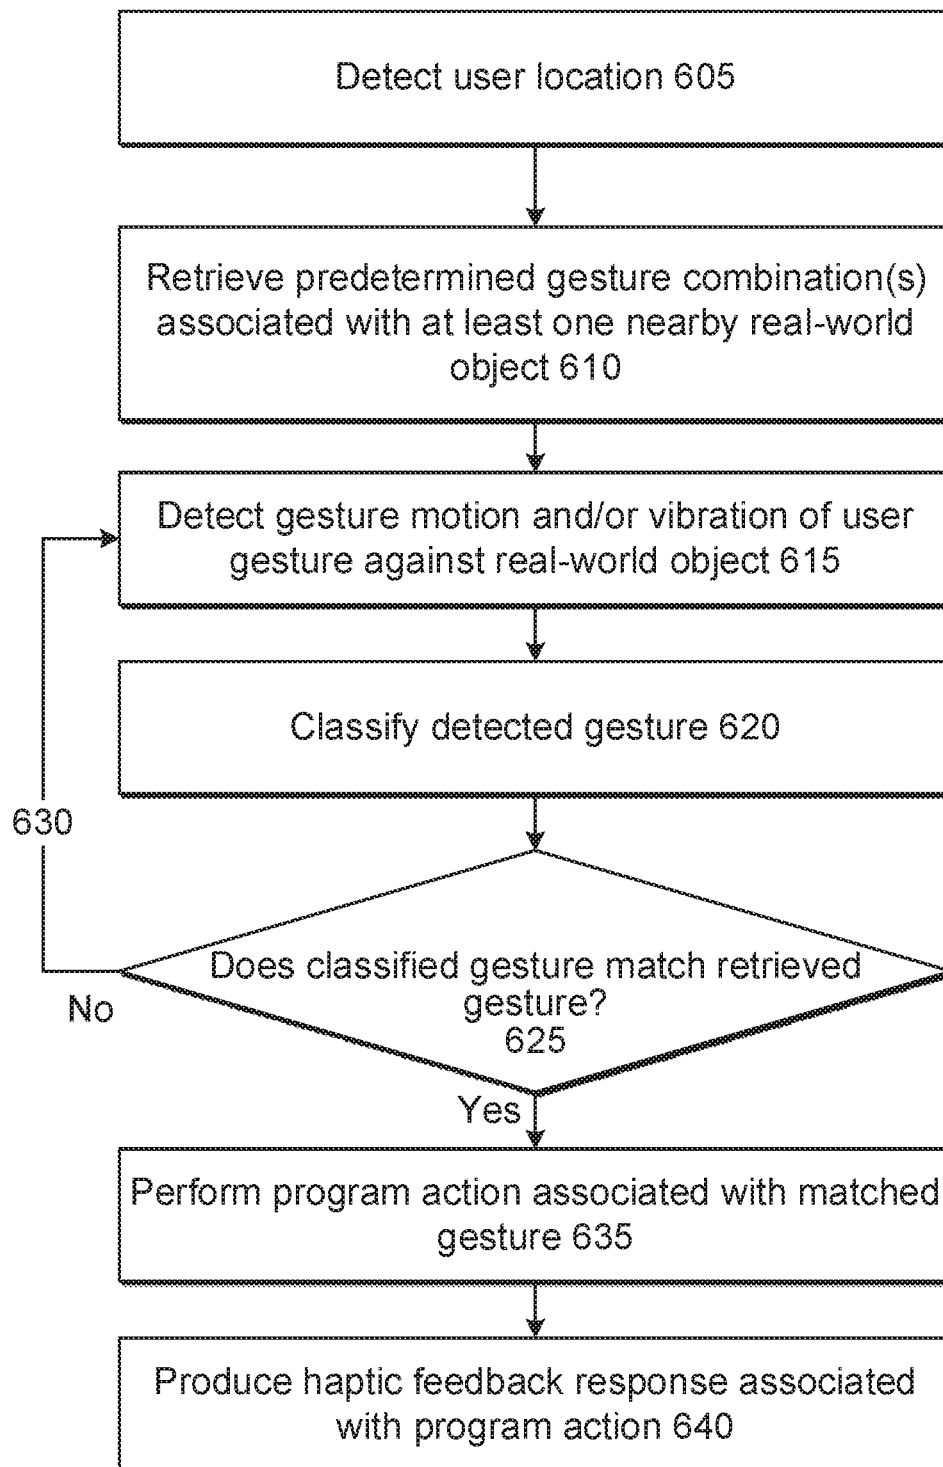 Detect user location 605
Retrieve predetermined gesture combination(s)
associated with at least one nearby real-world
object 610
Detect gesture motion and/or vibration of user
gesture against real-world object 615
Classify detected gesture 620
630
Does classified gesture match retrieved
gesture?
625
No
Yes
Perform program action associated with matched
gesture 635
Produce haptic feedback response associated
with program action 640